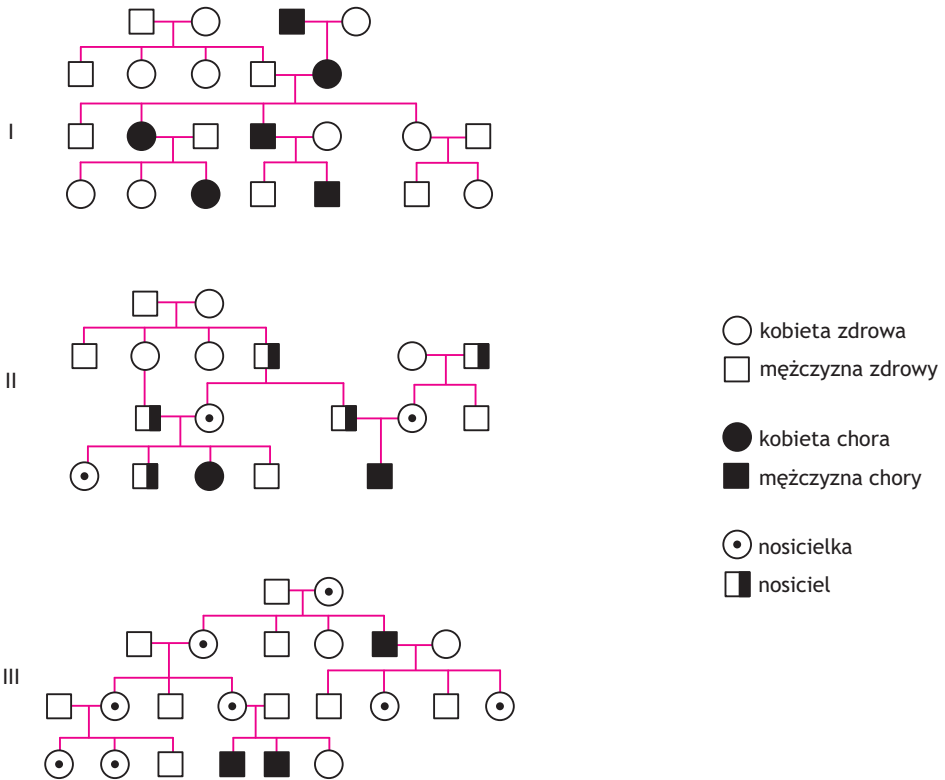 I
II
III
kobieta zdrowa
mężczyzna zdrowy
kobieta chora
mężczyzna chory
nosicielka
nosiciel